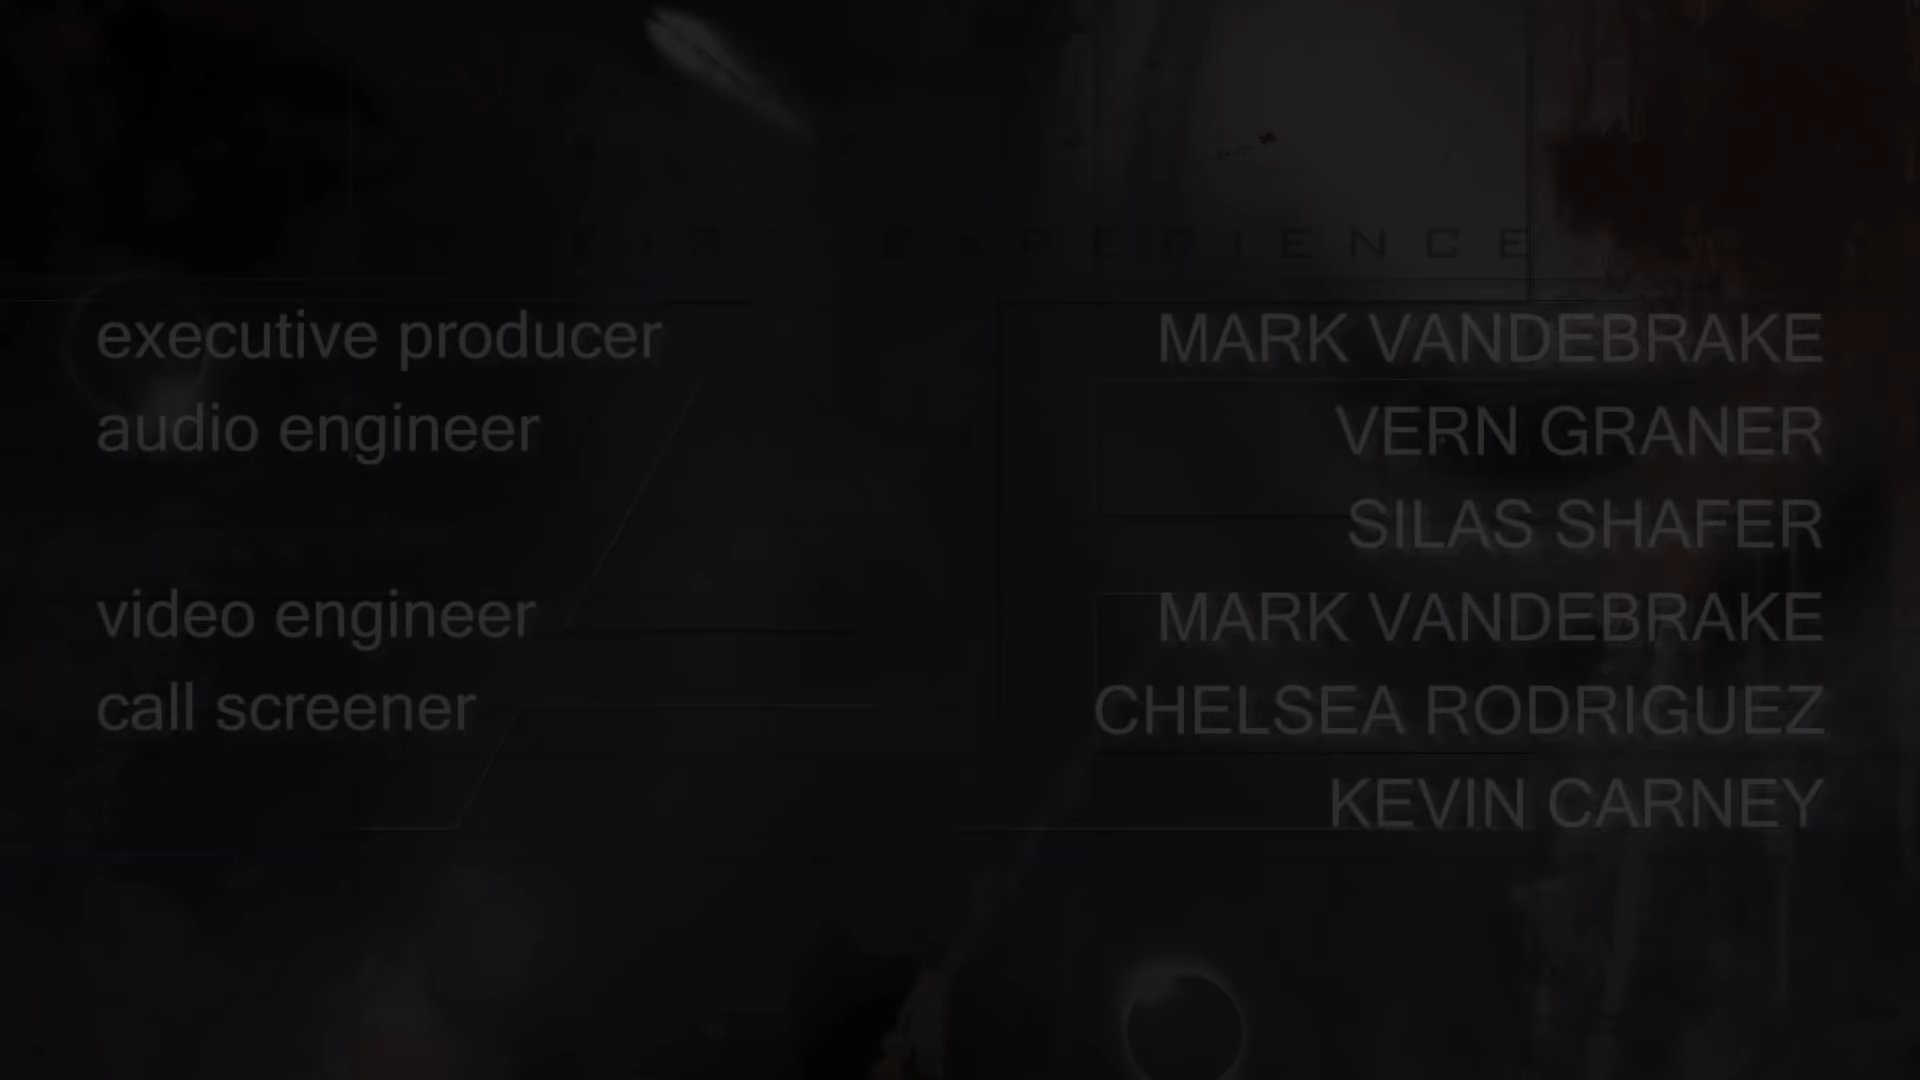 EXPERIENCE
executive producer MARK VANDEBRAKE
audio engineer VERN GRANER
SILAS SHAFER
video engineer MARK VANDEBRAKE
call screener CHELSEA RODRIGUEZ
KEVIN CARNEY